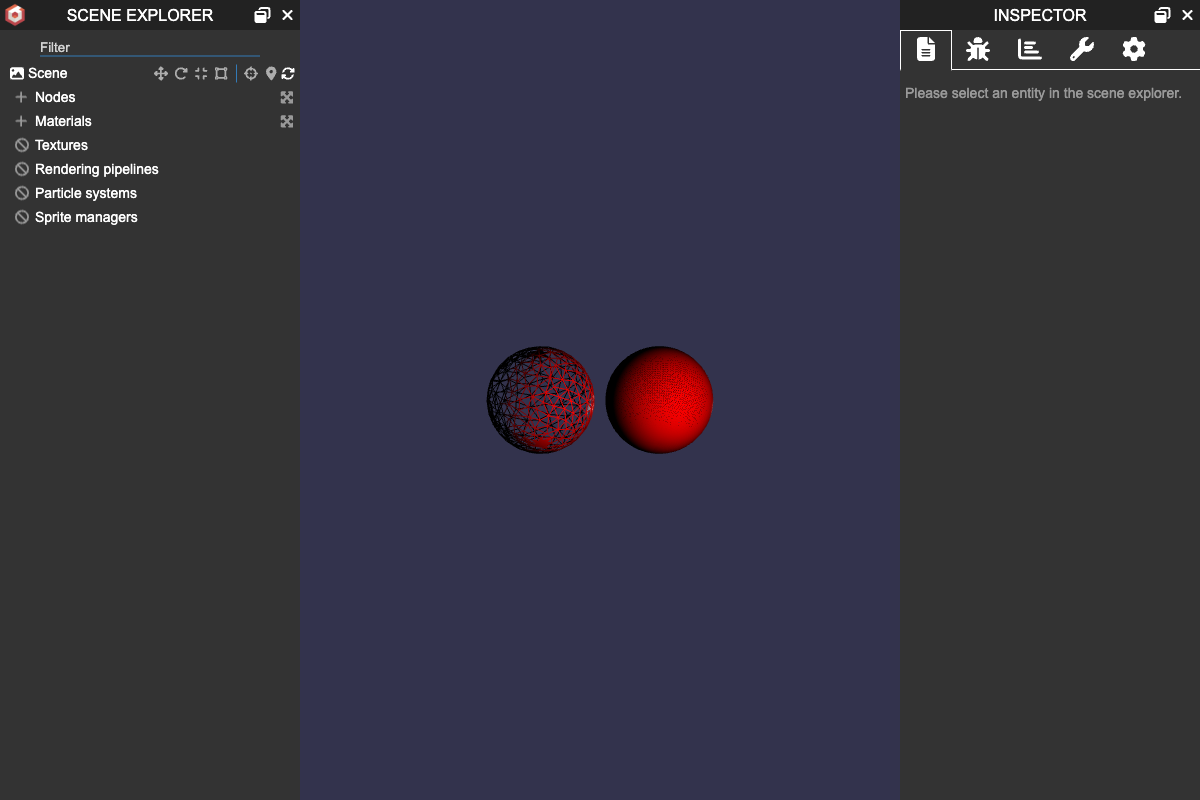 SCENE EXPLORER
Filter
Scene
Nodes
Materials
Textures
Rendering pipelines
Particle systems
Sprite managers
INSPECTOR
Please select an entity in the scene explorer.